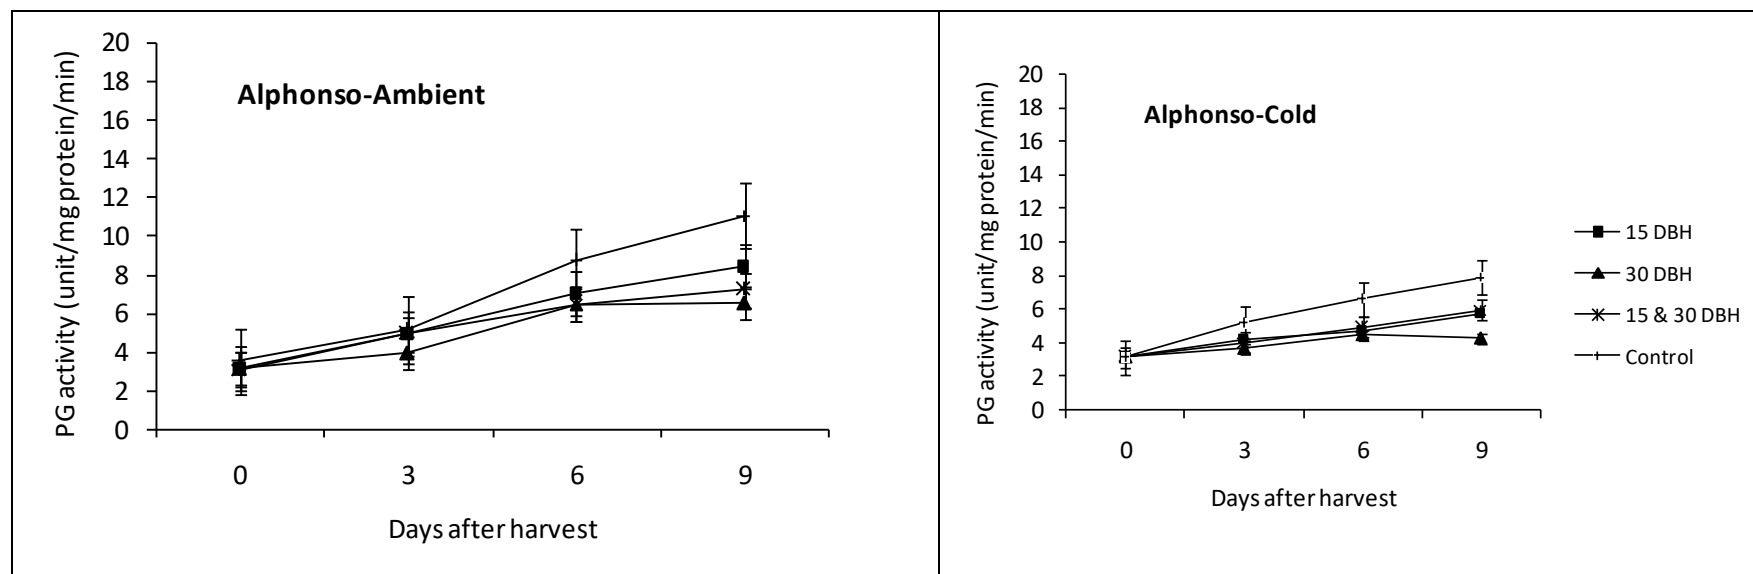 Alphonso-Ambient
PG activity (unit/mg protein/min)
20
18
16
14
12
10
8
6
4
2
0
0 3 6 9
Days after harvest
Alphonso-Cold
PG activity (unit/mg protein/min)
20
18
16
14
12
10
8
6
4
2
0
0 3 6 9
Days after harvest
15 DBH
30 DBH
15 & 30 DBH
Control